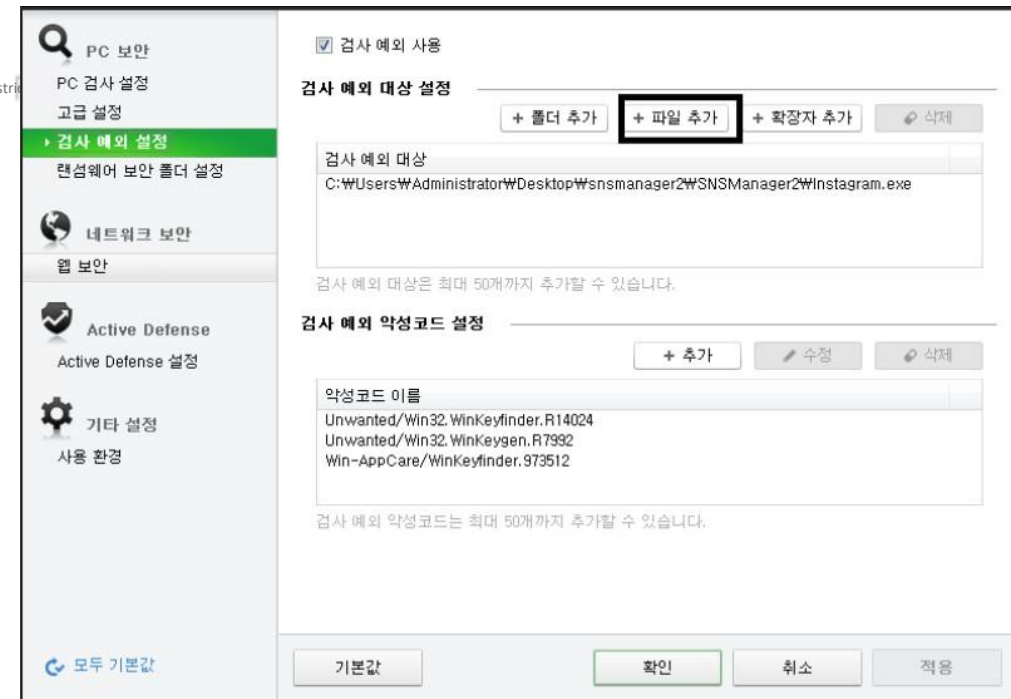 PC 보안
PC 검사 설정
고급 설정
검사 예외 설정
랜섬웨어 보안 폴더 설정
네트워크 보안
웹 보안
Active Defense
Active Defense 설정
기타 설정
사용 환경
모두 기본값
검사 예외 사용
검사 예외 대상 설정
+ 폴더 추가 + 파일 추가 + 확장자 추가 삭제
검사 예외 대상
C:₩Users₩Administrator₩Desktop₩snsmanager2₩SNSManager2₩Instagram.exe
검사 예외 대상은 최대 50개까지 추가할 수 있습니다.
검사 예외 악성코드 설정
+ 추가 수정 삭제
악성코드 이름
Unwanted/Win32.WinKeyfinder.R14024
Unwanted/Win32.WinKeygen.R7992
Win-AppCare/WinKeyfinder.973512
검사 예외 악성코드는 최대 50개까지 추가할 수 있습니다.
기본값 확인 취소 적용